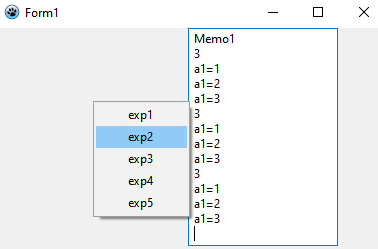 Form1
Memo1
3
a1=1
a1=2
a1=3
3
a1=1
a1=2
a1=3
3
a1=1
a1=2
a1=3
exp1
exp2
exp3
exp4
exp5